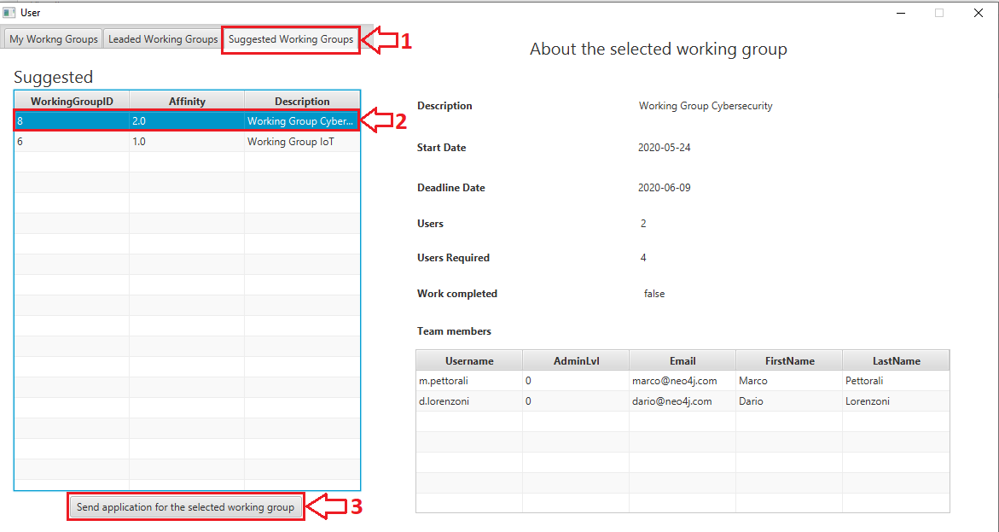 User
My Workng Groups Leaded Working Groups Suggested Working Groups 1
Suggested
WorkingGroupID Affinity Description
8 2.0 Working Group Cyber... 2
6 1.0 Working Group IoT
Send application for the selected working group 3
About the selected working group
Description Working Group Cybersecurity
Start Date 2020-05-24
Deadline Date 2020-06-09
Users 2
Users Required 4
Work completed false
Team members
Username AdminLvl Email FirstName LastName
m.pettorali 0 marco@neo4j.com Marco Pettorali
d.lorenzoni 0 dario@neo4j.com Dario Lorenzoni